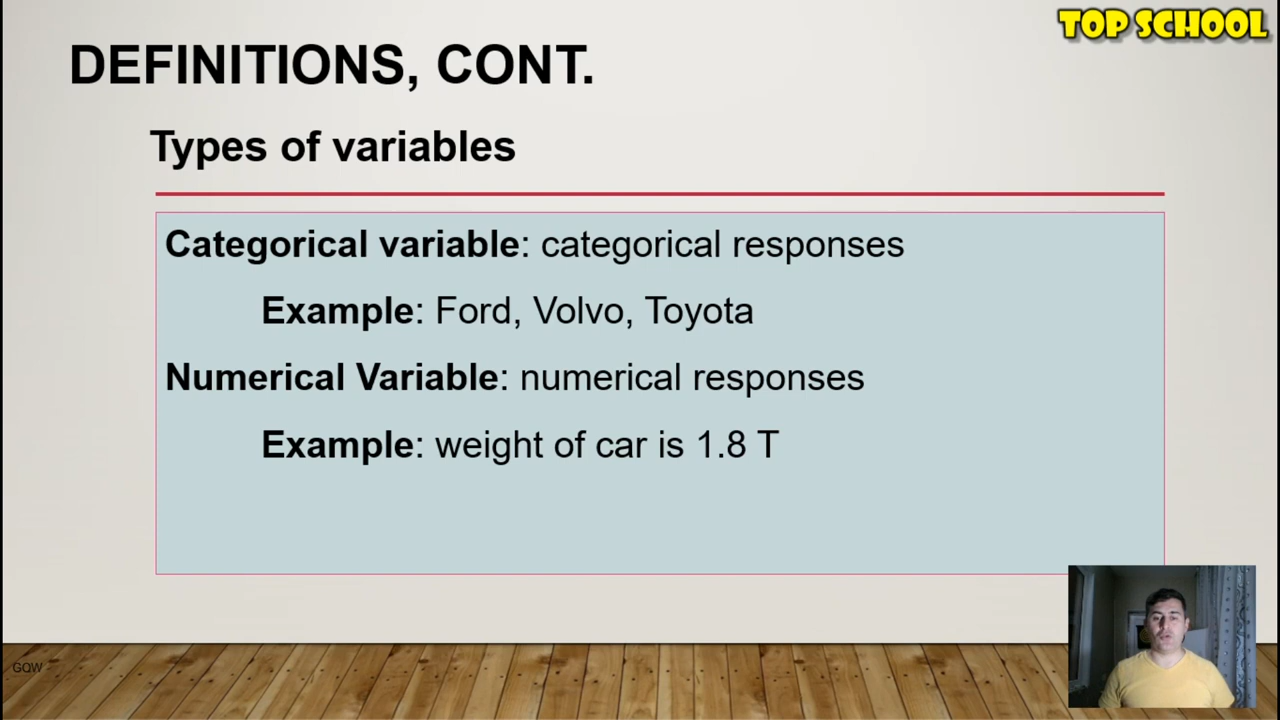 TOP SCHOOL
DEFINITIONS, CONT.
Types of variables
Categorical variable: categorical responses
Example: Ford, Volvo, Toyota
Numerical Variable: numerical responses
Example: weight of car is 1.8 T
GQW